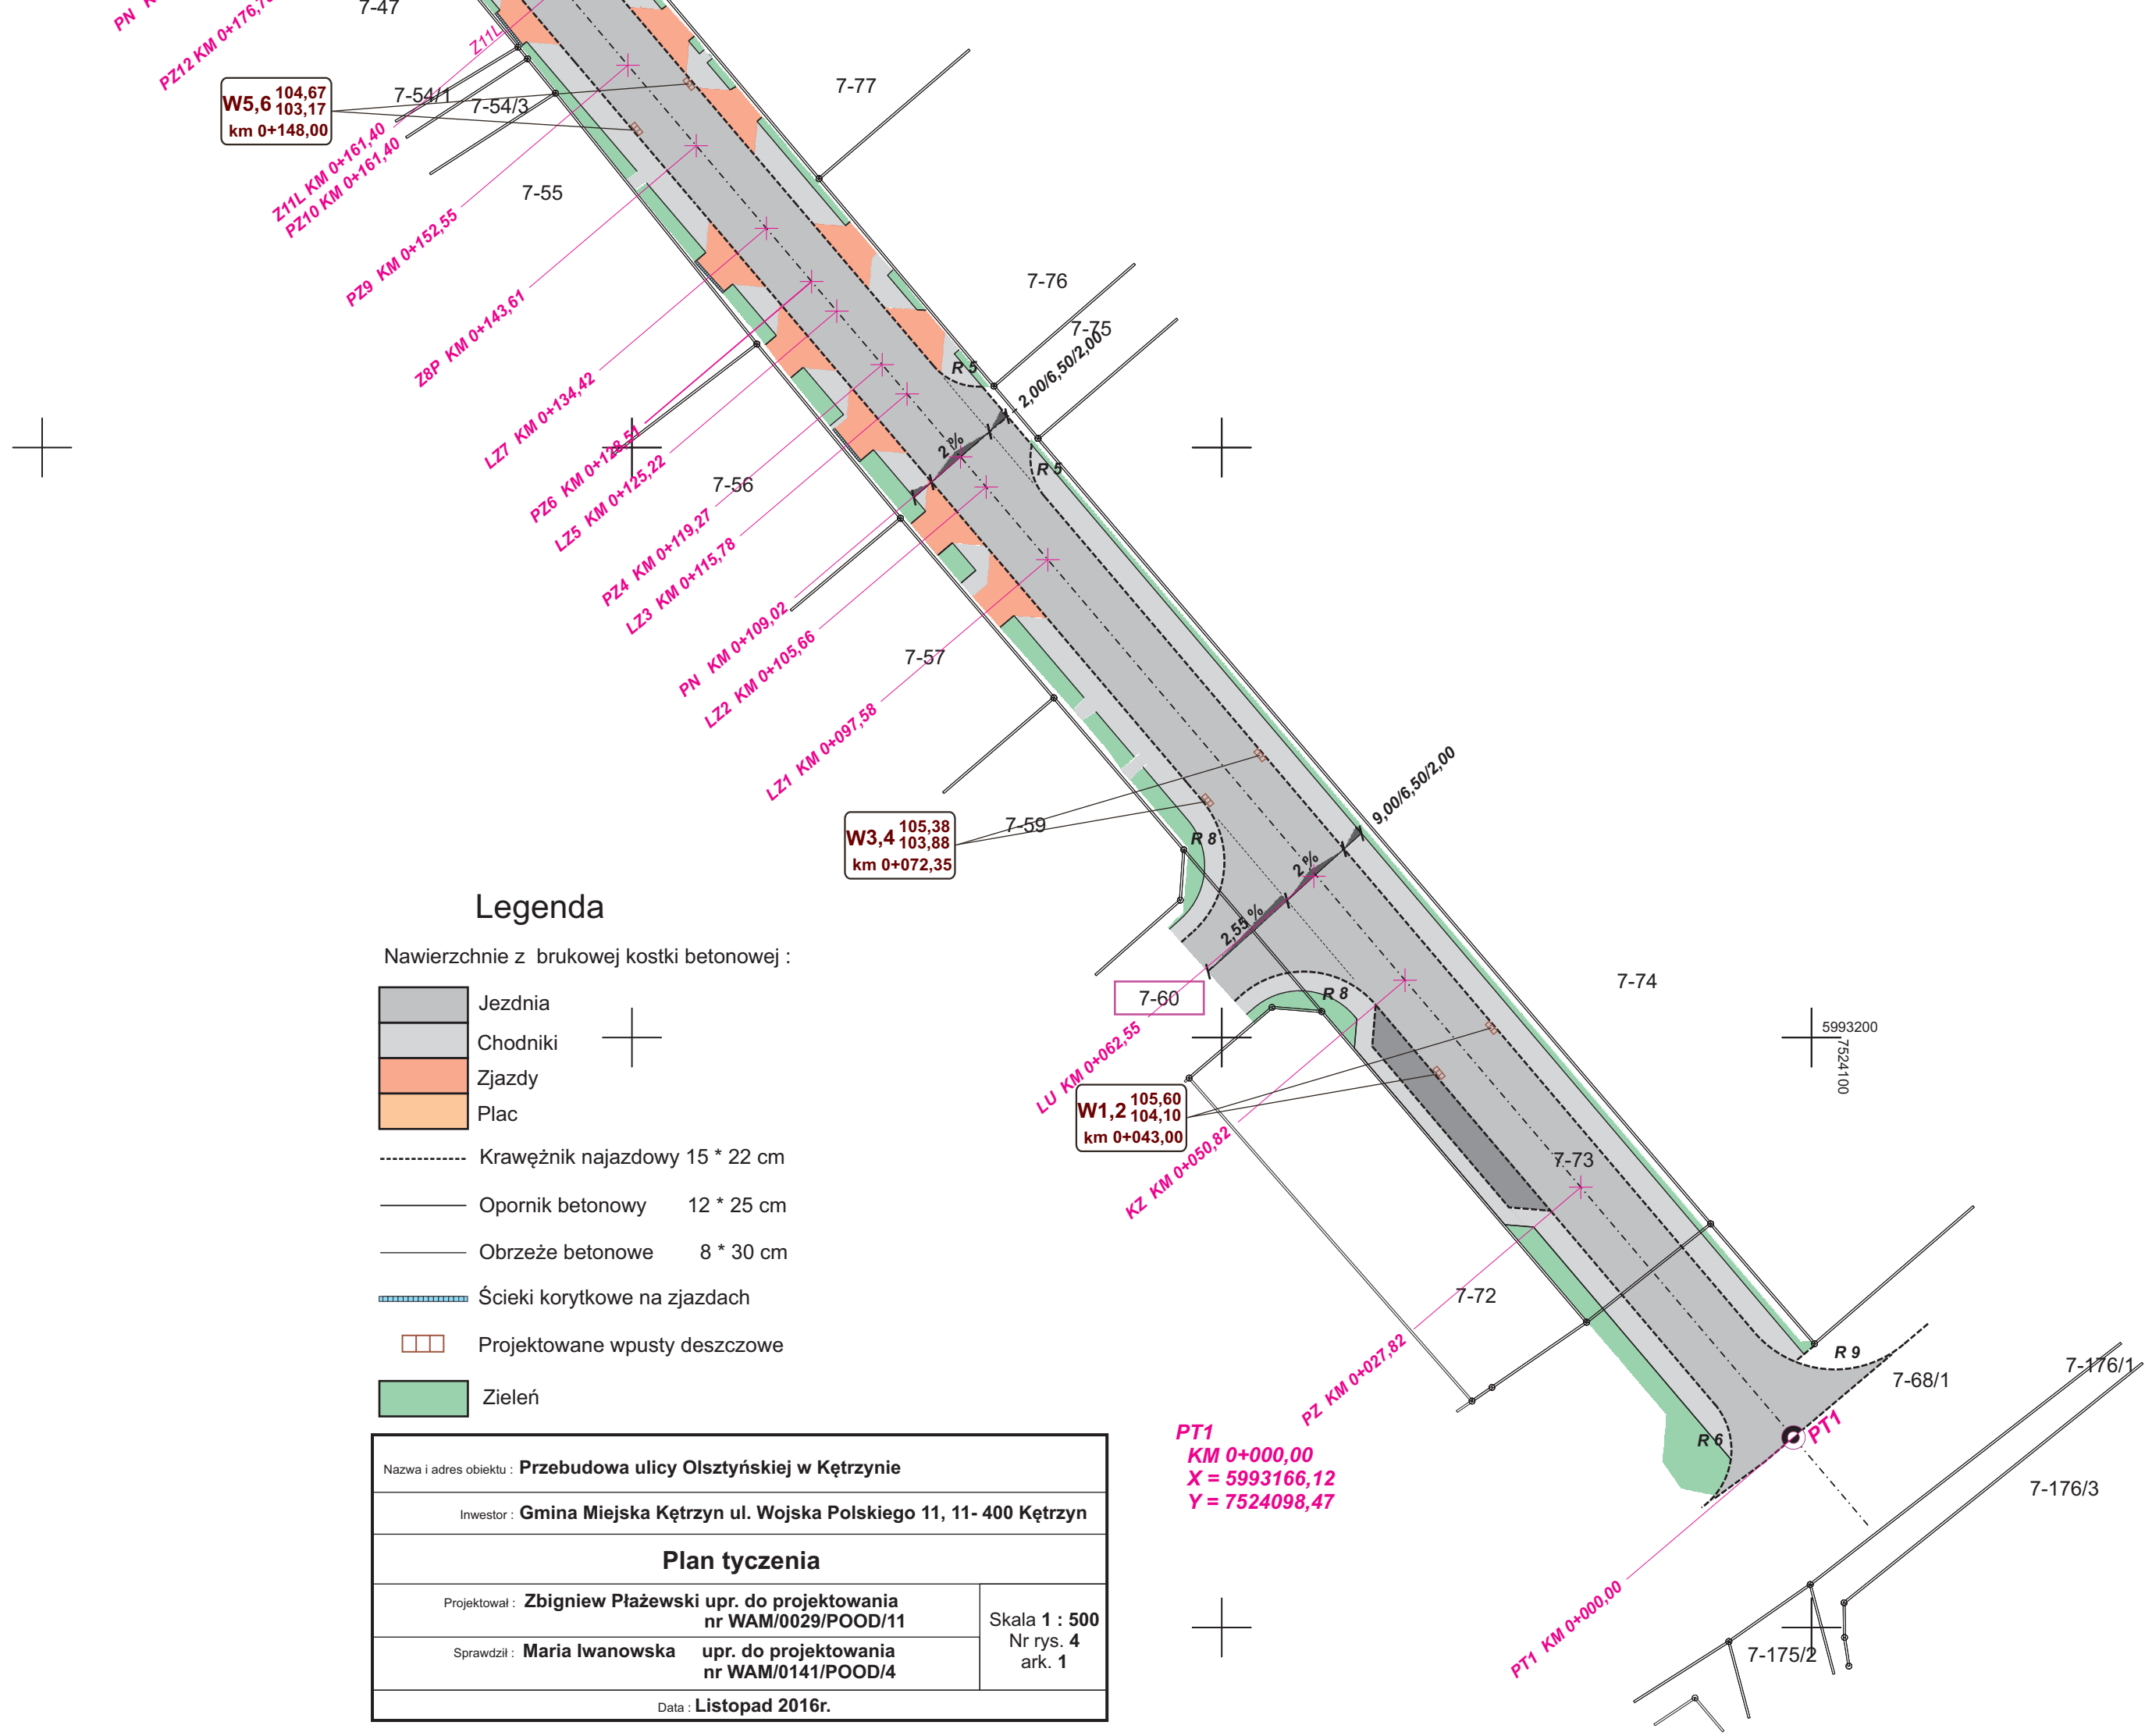 7-47
PN
PZ12 KM 0+176,7
Z11L
W5,6 104,67
103,17
km 0+148,00
7-54/1
7-54/3
7-77
Z11L KM 0+161,40
PZ10 KM 0+161,40
7-55
PZ9 KM 0+152,55
Z8P KM 0+143,61
LZ7 KM 0+134,42
PZ6 KM 0+128,51
LZ5 KM 0+125,22
PZ4 KM 0+119,27
LZ3 KM 0+115,78
PN KM 0+109,02
LZ2 KM 0+105,66
LZ1 KM 0+097,58
7-76
7-75
2,00/6,50/2,00
R 5
2 %
R 5
7-56
7-57
7-59
W3,4 105,38
103,88
km 0+072,35
R 8
9,00/6,50/2,00
2 %
2,55 %
7-60
R 8
7-74
5993200
7524100
LU KM 0+062,55
W1,2 105,60
104,10
km 0+043,00
KZ KM 0+050,82
7-73
7-72
PZ KM 0+027,82
R 9
7-68/1
7-176/1
PT1
R 6
7-176/3
PT1
KM 0+000,00
X = 5993166,12
Y = 7524098,47
PT1 KM 0+000,00
7-175/2
Legenda
Nawierzchnie z brukowej kostki betonowej :
Jezdnia
Chodniki
Zjazdy
Plac
Krawężnik najazdowy 15 * 22 cm
Opornik betonowy 12 * 25 cm
Obrzeże betonowe 8 * 30 cm
Ścieki korytkowe na zjazdach
Projektowane wpusty deszczowe
Zieleń
Nazwa i adres obiektu : Przebudowa ulicy Olsztyńskiej w Kętrzynie
Inwestor : Gmina Miejska Kętrzyn ul. Wojska Polskiego 11, 11- 400 Kętrzyn
Plan tyczenia
Projektował : Zbigniew Płażewski upr. do projektowania
nr WAM/0029/POOD/11
Sprawdził : Maria Iwanowska upr. do projektowania
nr WAM/0141/POOD/4
Skala 1 : 500
Nr rys. 4
ark. 1
Data : Listopad 2016r.